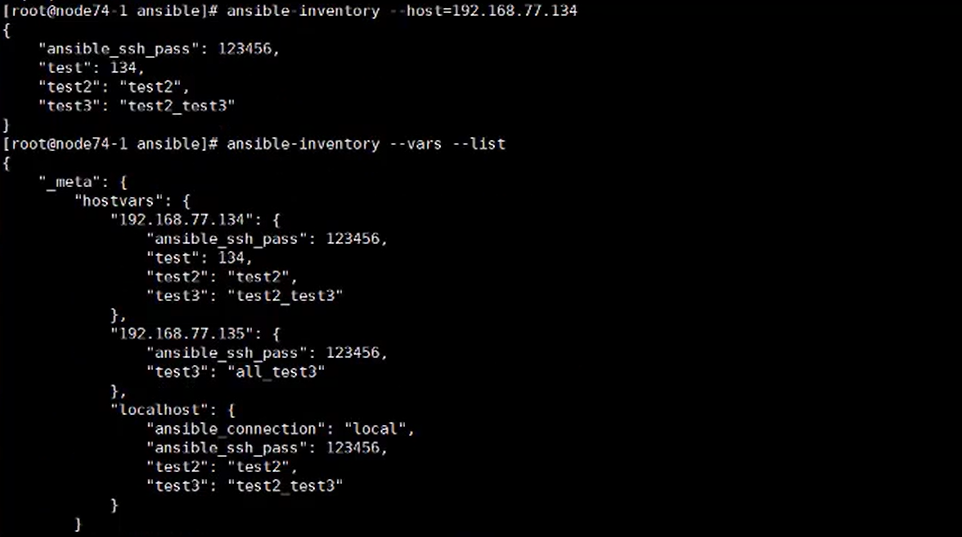 [root@node74-1 ansible]# ansible-inventory --host=192.168.77.134
{
    "ansible_ssh_pass": 123456,
    "test": 134,
    "test2": "test2",
    "test3": "test2_test3"
}
[root@node74-1 ansible]# ansible-inventory --vars --list
{
    "_meta": {
        "hostvars": {
            "192.168.77.134": {
                "ansible_ssh_pass": 123456,
                "test": 134,
                "test2": "test2",
                "test3": "test2_test3"
            },
            "192.168.77.135": {
                "ansible_ssh_pass": 123456,
                "test3": "all_test3"
            },
            "localhost": {
                "ansible_connection": "local",
                "ansible_ssh_pass": 123456,
                "test2": "test2",
                "test3": "test2_test3"
            }
        }